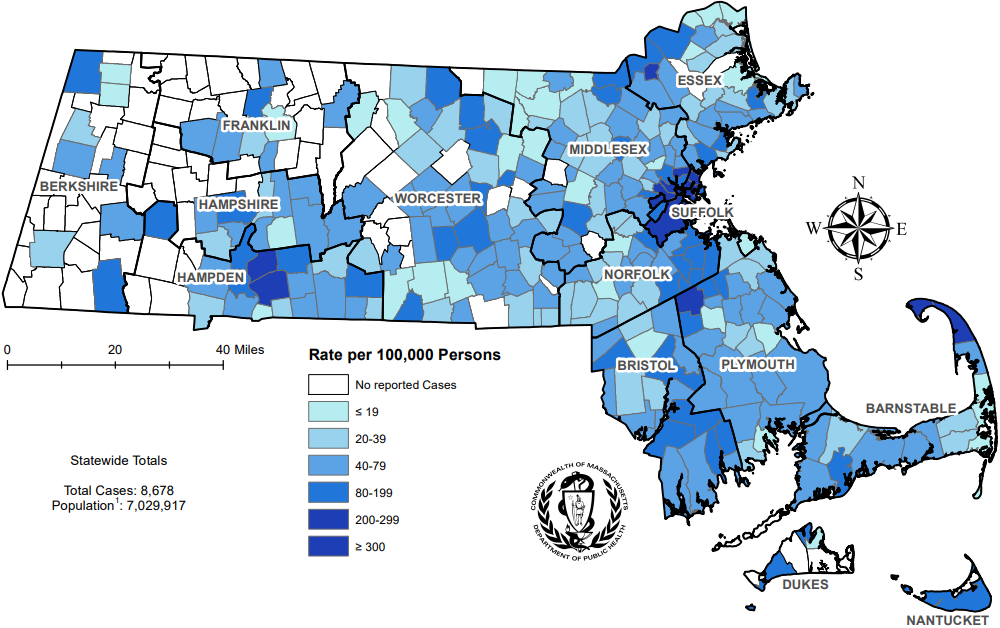 ESSEX
FRANKLIN
MIDDLESEX
BERKSHIRE
HAMPSHIRE
WORCESTER
SUFFOLK
N
W
E
S
HAMPDEN
NORFOLK
0
20
40 Miles
Rate per 100,000 Persons
No reported Cases
≤ 19
20-39
40-79
80-199
200-299
≥ 300
BRISTOL
PLYMOUTH
BARNSTABLE
Statewide Totals
Total Cases: 8,678
Population¹: 7,029,917
COMMONWEALTH OF MASSACHUSETTS
DEPARTMENT OF PUBLIC HEALTH
DUKES
NANTUCKET